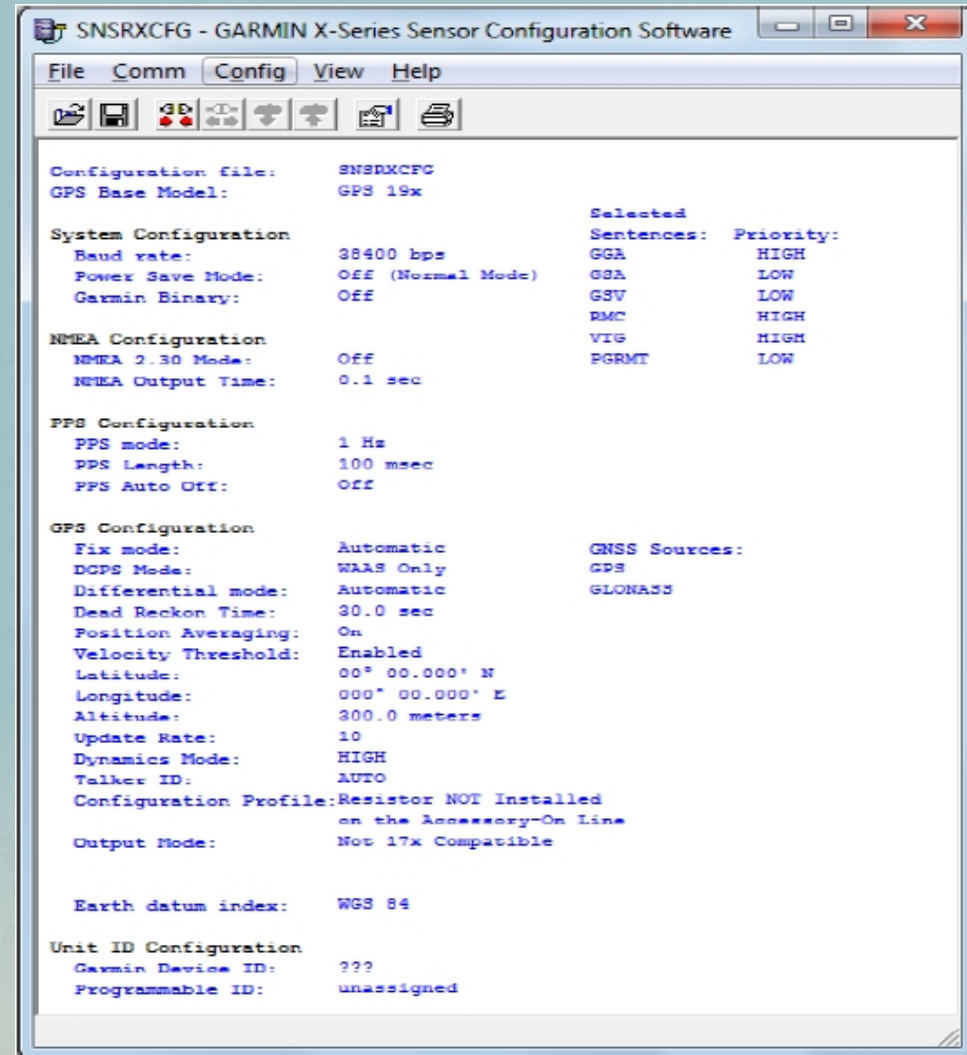 SNSRXCFG - GARMIN X-Series Sensor Configuration Software
File Comm Config View Help
Configuration file: SNSRXCFG
GPS Base Model: GPS 19x
Selected
System Configuration Sentences: Priority:
Baud rate: 38400 bps GGA HIGH
Power Save Mode: Off (Normal Mode) GSA LOW
Garmin Binary: Off GSV LOW
RMC HIGH
NMEA Configuration VTG HIGH
NMEA 2.30 Mode: Off PGRMT LOW
NMEA Output Time: 0.1 sec
PPS Configuration
PPS mode: 1 Hz
PPS Length: 100 msec
PPS Auto Off: Off
GPS Configuration
Fix mode: Automatic GNSS Sources:
DGPS Mode: WAAS Only GPS
Differential mode: Automatic GLONASS
Dead Reckon Time: 30.0 sec
Position Averaging: On
Velocity Threshold: Enabled
Latitude: 00° 00.000' N
Longitude: 000° 00.000' E
Altitude: 300.0 meters
Update Rate: 10
Dynamics Mode: HIGH
Talker ID: AUTO
Configuration Profile:Resistor NOT Installed
on the Accessory-On Line
Output Mode: Not 17x Compatible
Earth datum index: WGS 84
Unit ID Configuration
Garmin Device ID: ???
Programmable ID: unassigned